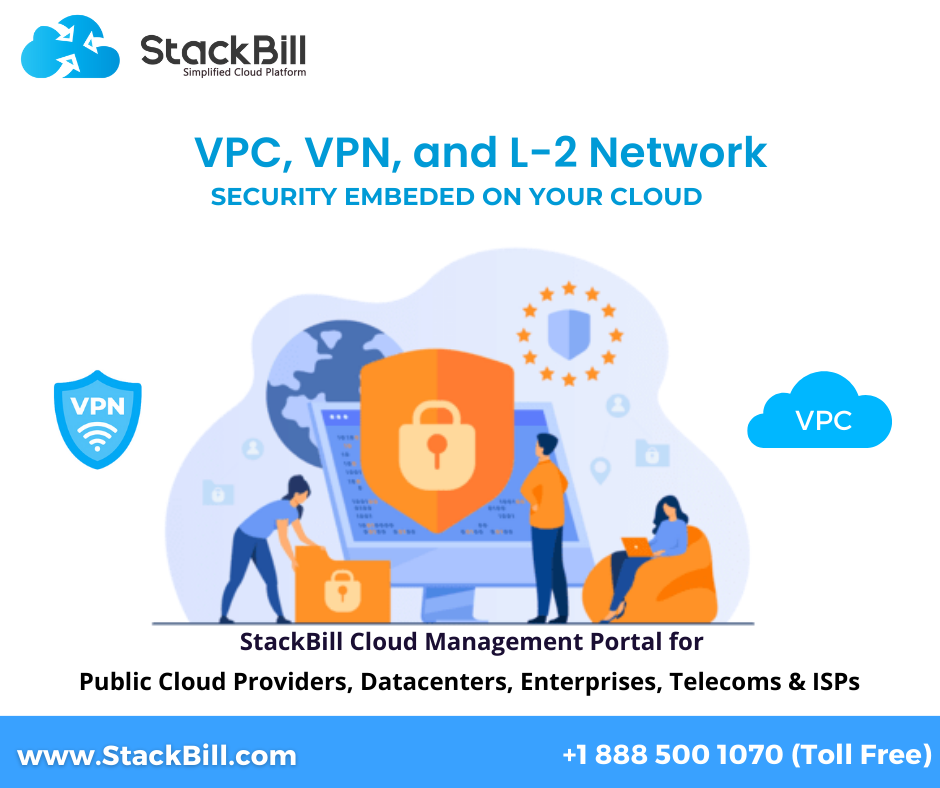 StackBill
Simplified Cloud Platform
VPC, VPN, and L-2 Network
SECURITY EMBEDED ON YOUR CLOUD
VPN
VPC
StackBill Cloud Management Portal for
Public Cloud Providers, Datacenters, Enterprises, Telecoms & ISPs
www.StackBill.com
+1 888 500 1070 (Toll Free)